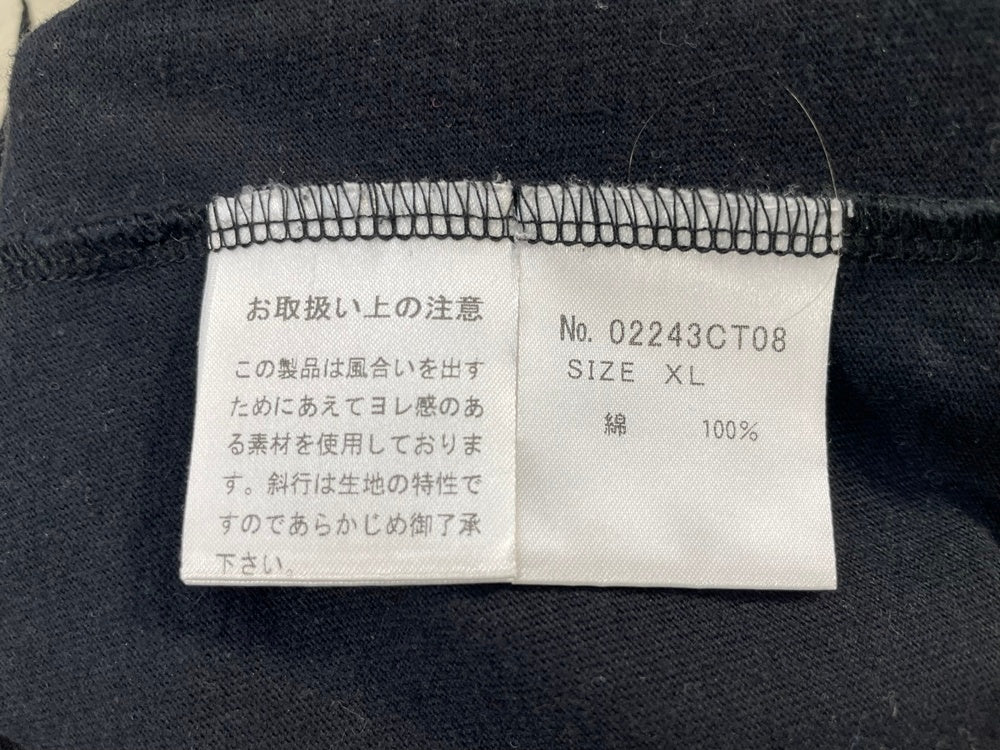 お取扱い上の注意
この製品は風合いを出す
ためにあえてヨレ感のあ
る素材を使用しておりま
す。斜行は生地の特性で
すのであらかじめ御了承
下さい。
No. 02243CT08
SIZE XL
綿 100%